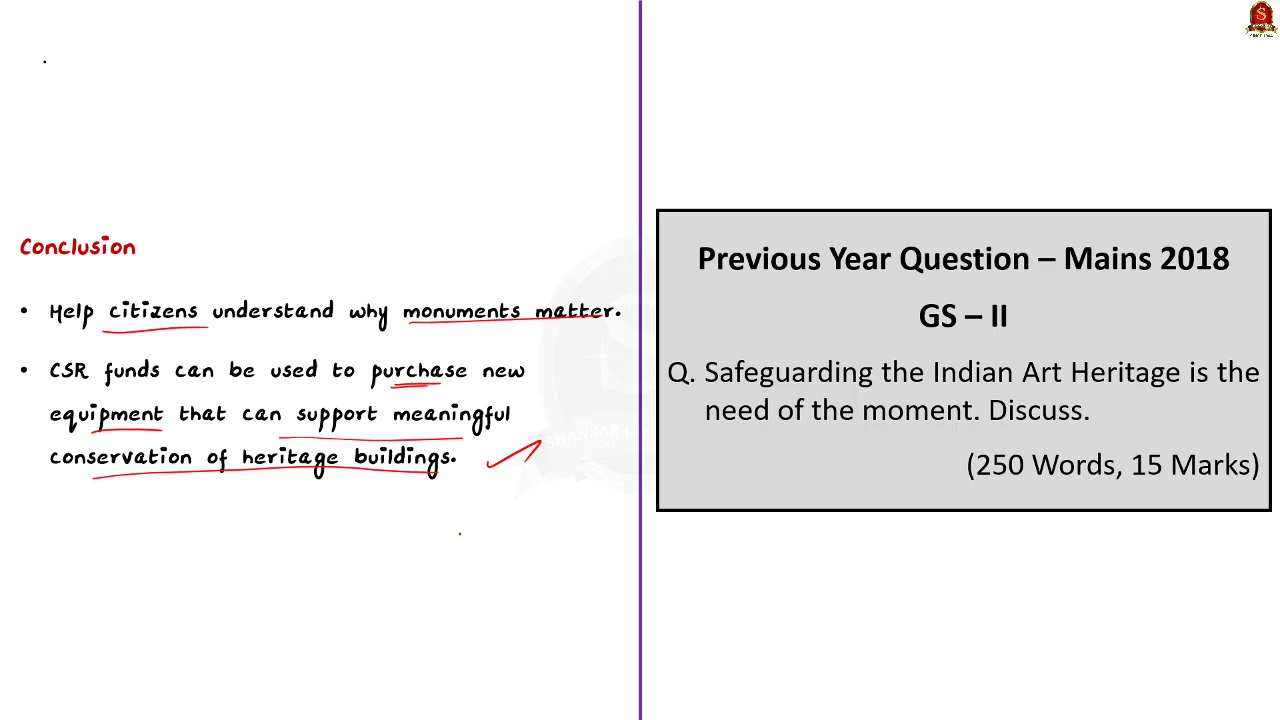 Conclusion
• Help citizens understand why monuments matter.
• CSR funds can be used to purchase new
equipment that can support meaningful
conservation of heritage buildings.
Previous Year Question – Mains 2018
GS – II
Q. Safeguarding the Indian Art Heritage is the
need of the moment. Discuss.
(250 Words, 15 Marks)